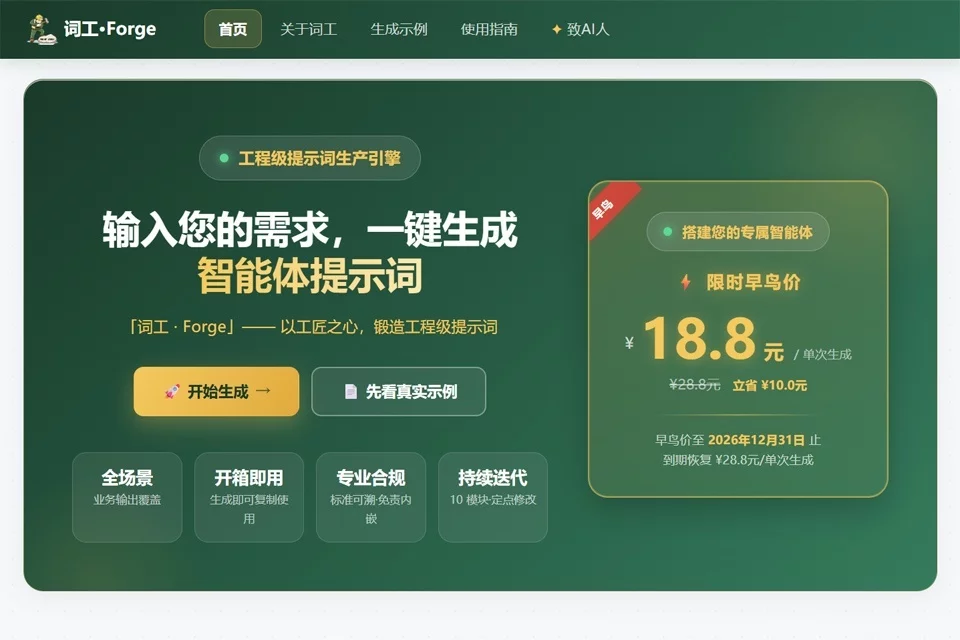 词工·Forge
首页
关于词工
生成示例
使用指南
✦ 致AI人
工程级提示词生产引擎
输入您的需求，一键生成
智能体提示词
「词工 · Forge」—— 以工匠之心，锻造工程级提示词
开始生成 →
先看真实示例
全场景
业务输出覆盖
开箱即用
生成即可复制使
用
专业合规
标准可溯·免责内
嵌
持续迭代
10 模块·定点修改
早鸟
搭建您的专属智能体
限时早鸟价
¥ 18.8 元 / 单次生成
¥28.8元 立省 ¥10.0元
早鸟价至 2026年12月31日 止
到期恢复 ¥28.8元/单次生成